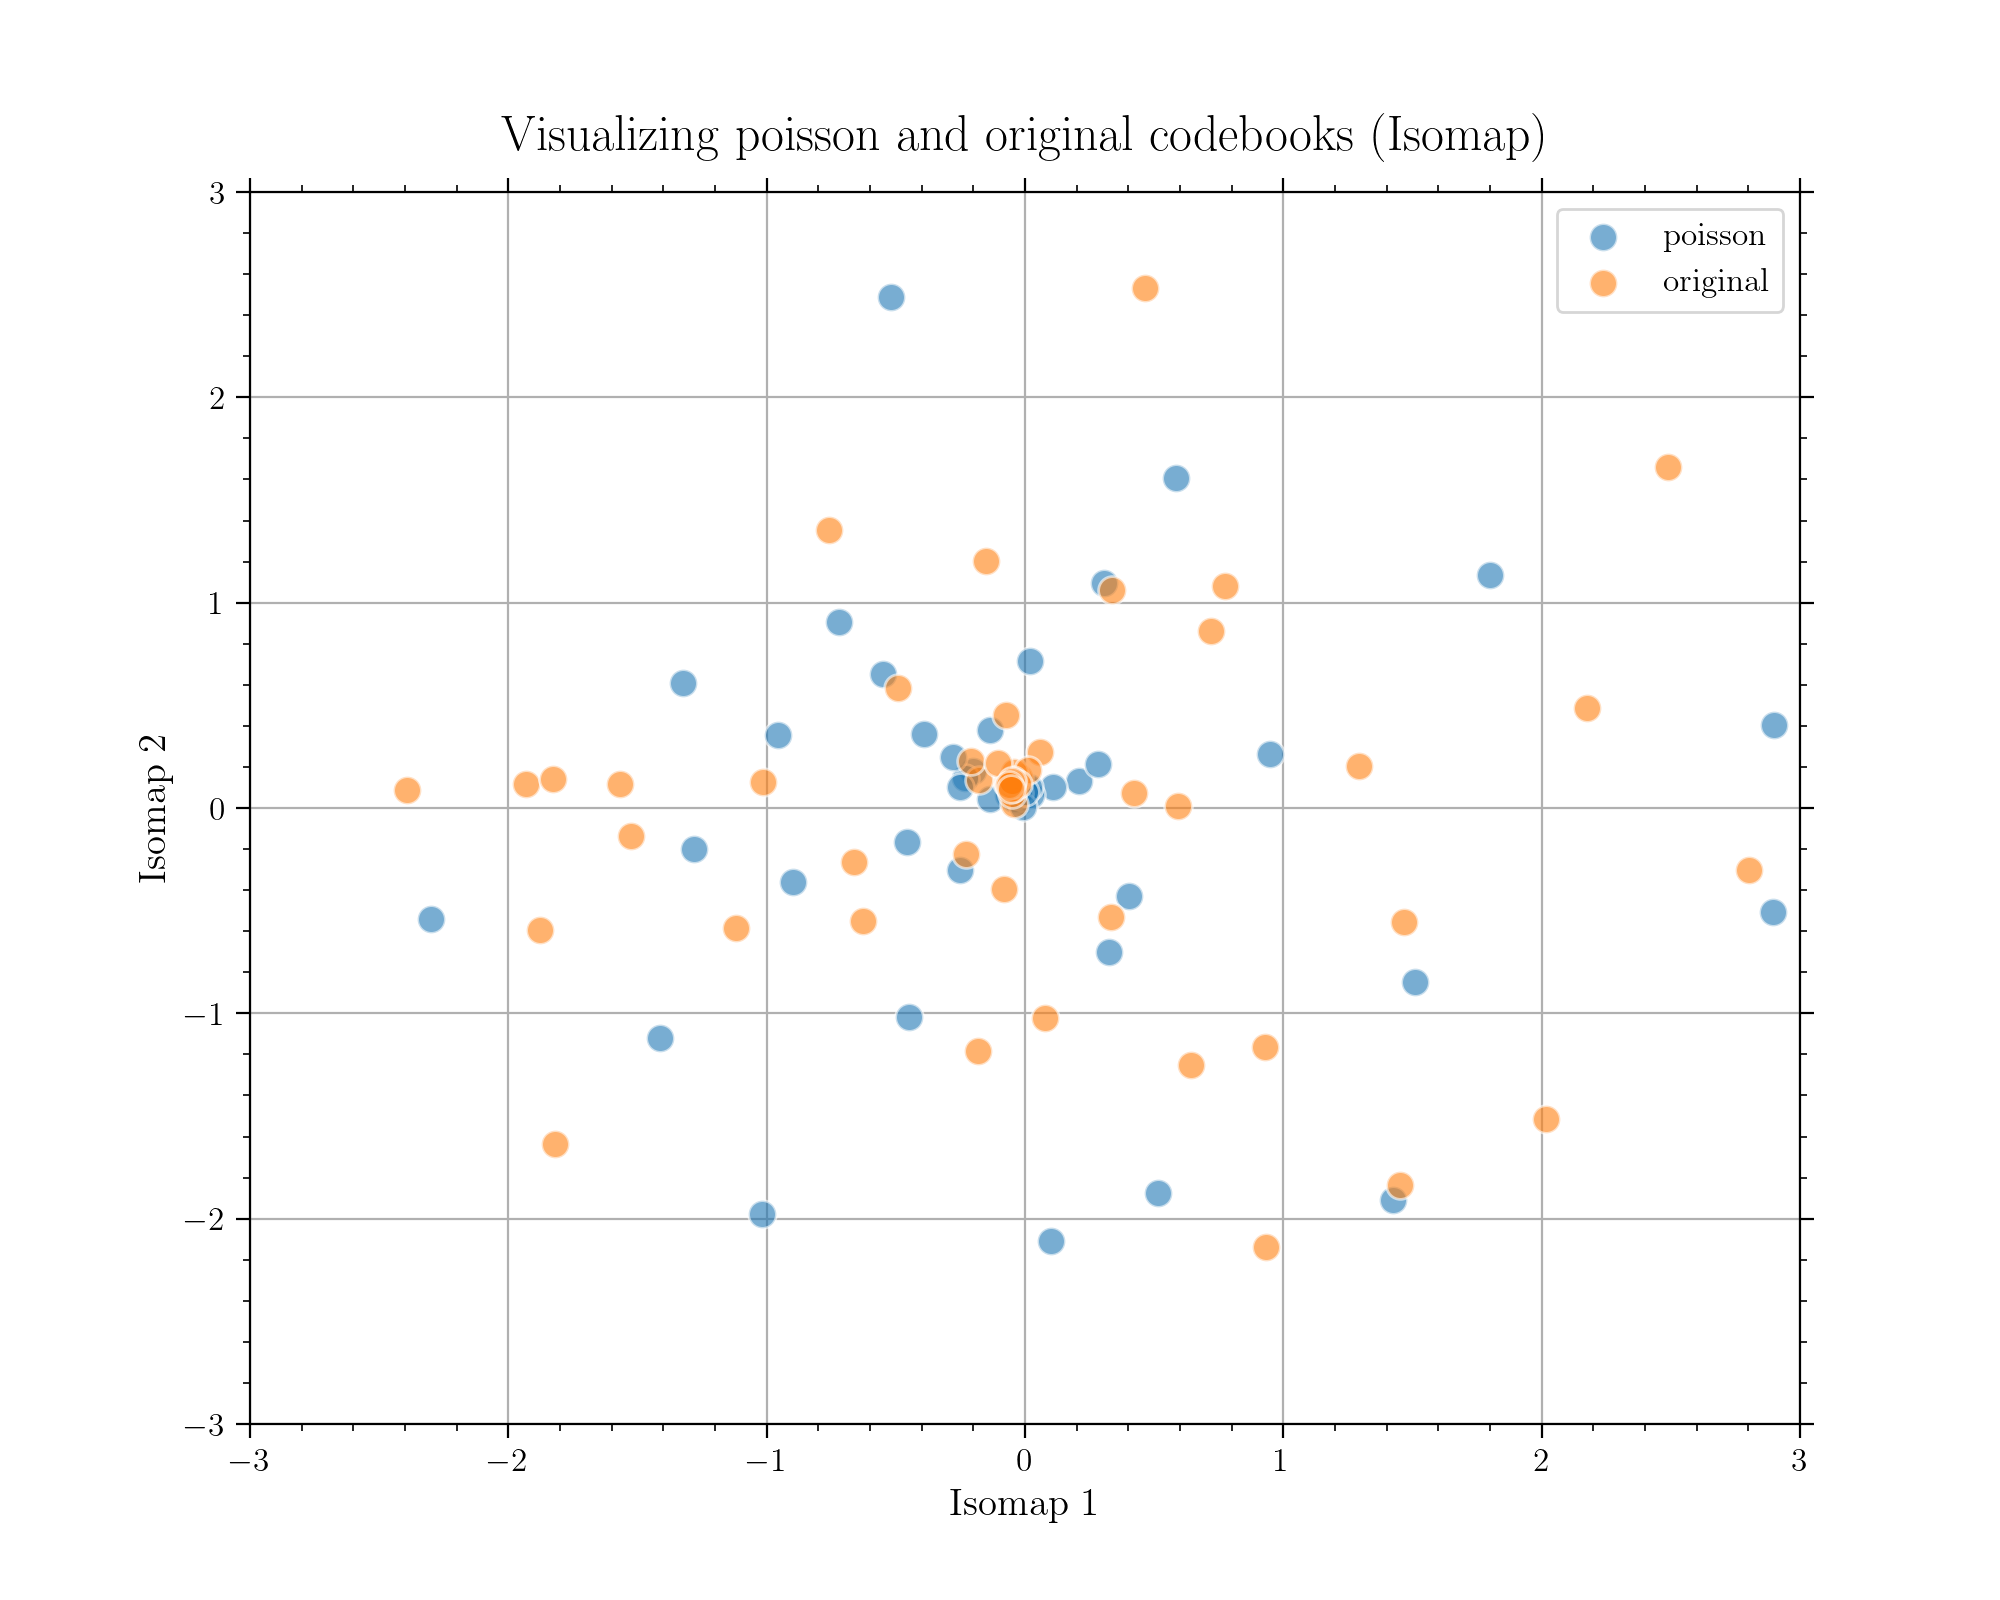 Visualizing poisson and original codebooks (Isomap)
poisson
original
3
2
1
0
−1
−2
−3
Isomap 2
−3 −2 −1 0 1 2 3
Isomap 1